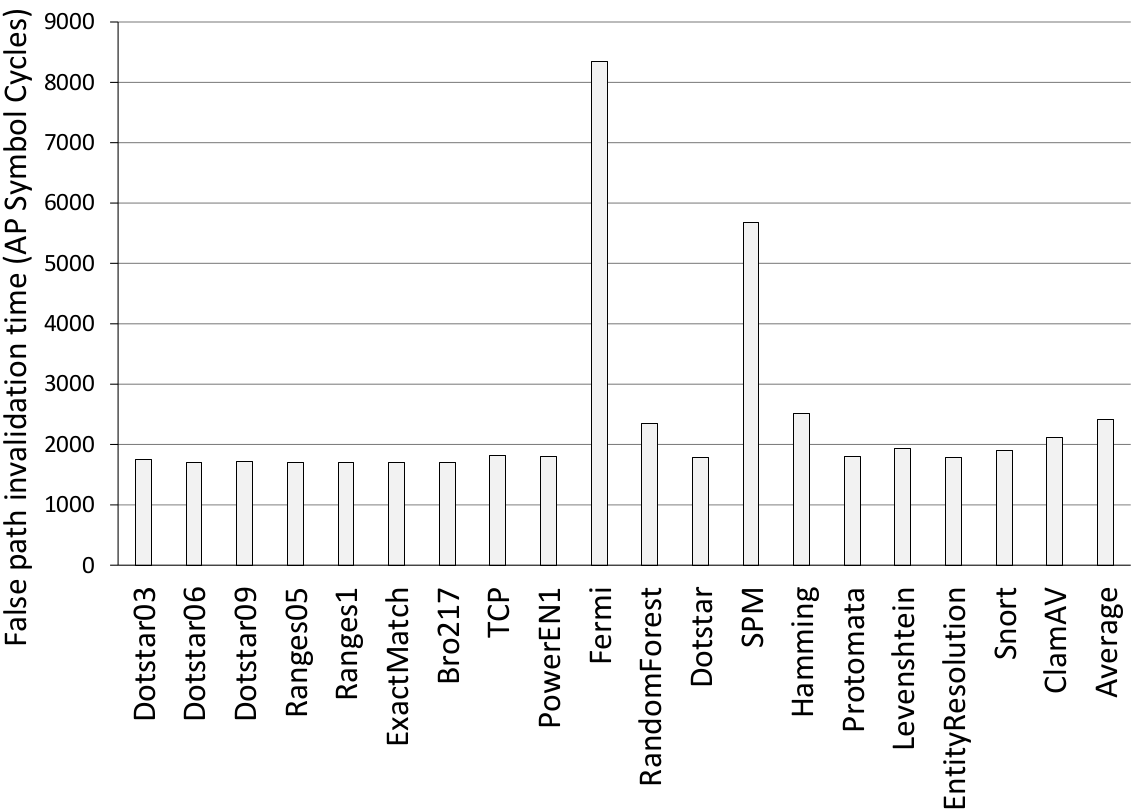 False path invalidation time (AP Symbol Cycles)
9000
8000
7000
6000
5000
4000
3000
2000
1000
0
Dotstar03
Dotstar06
Dotstar09
Ranges05
Ranges1
ExactMatch
Bro217
TCP
PowerEN1
Fermi
RandomForest
Dotstar
SPM
Hamming
Protomata
Levenshtein
EntityResolution
Snort
ClamAV
Average